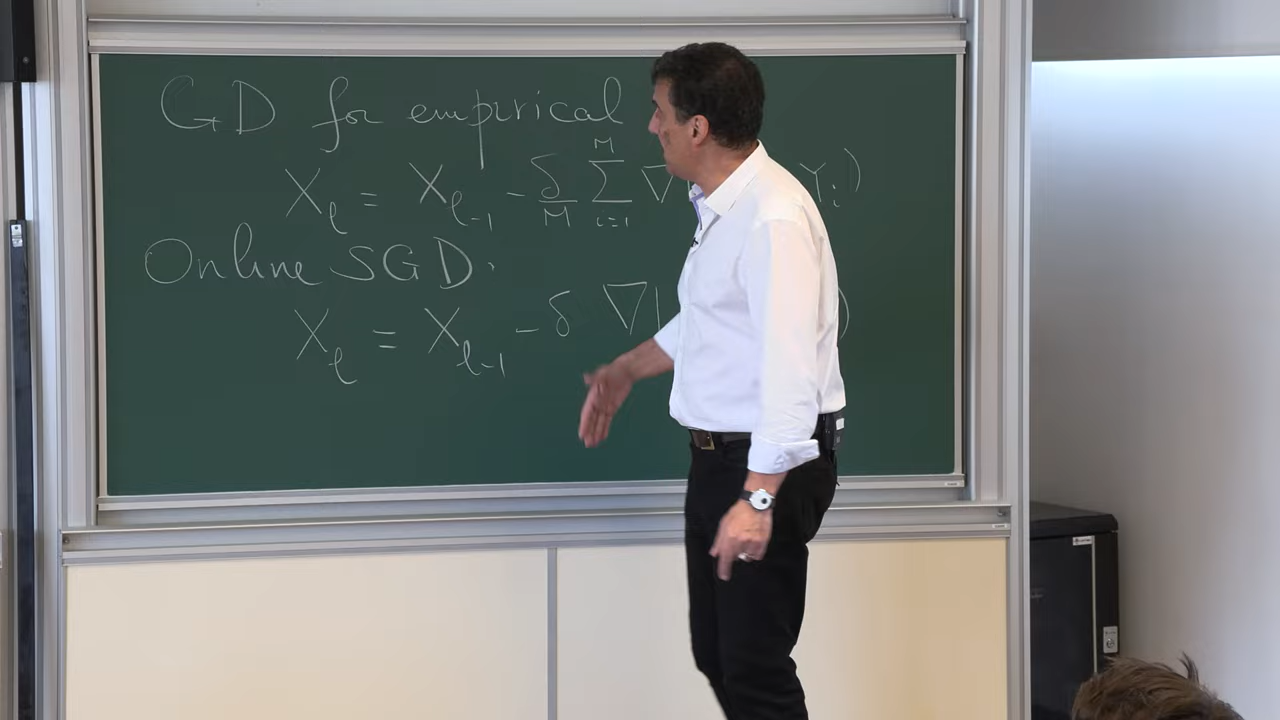 GD for empirical
X_ℓ = X_{ℓ-1} - δ/M ∑_{i=1}^{M} ∇ Y_i)
Online SGD.
X_ℓ = X_{ℓ-1} - δ ∇ )